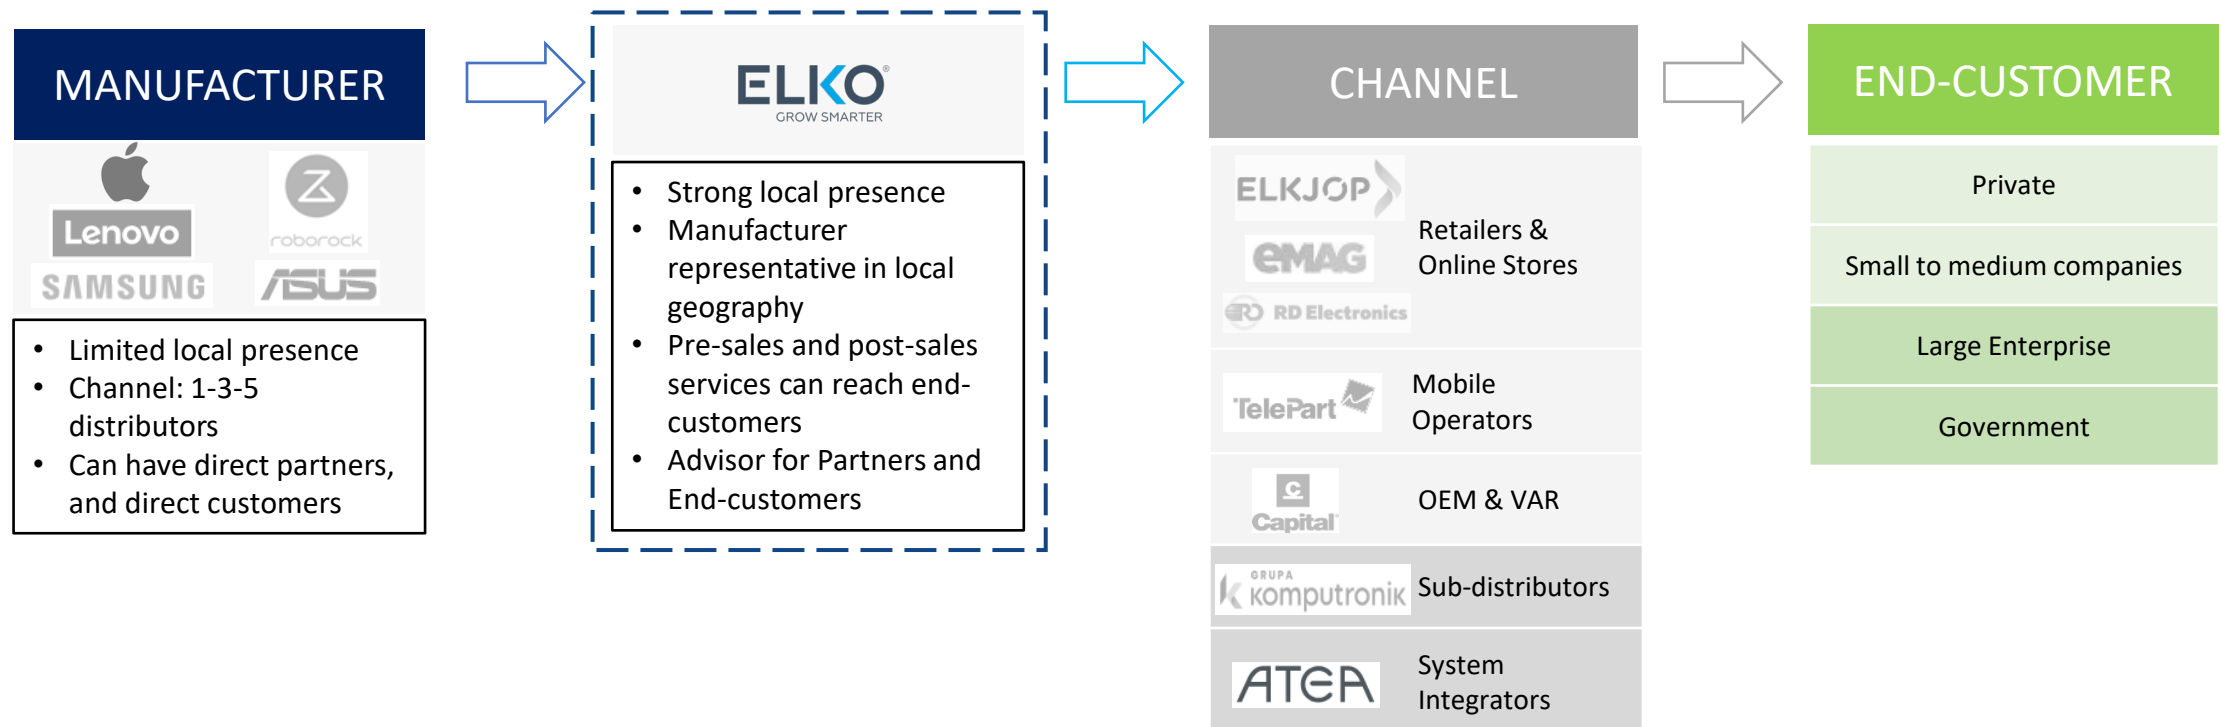 MANUFACTURER
Lenovo
roborock
SAMSUNG
ASUS
• Limited local presence
• Channel: 1-3-5
distributors
• Can have direct partners,
and direct customers
ELKO®
GROW SMARTER
• Strong local presence
• Manufacturer
representative in local
geography
• Pre-sales and post-sales
services can reach end-
customers
• Advisor for Partners and
End-customers
CHANNEL
ELKJOP
eMAG
RD RD Electronics
Retailers &
Online Stores
TelePart
Mobile
Operators
C
Capital
OEM & VAR
GRUPA
komputronik
Sub-distributors
ATEA
System
Integrators
END-CUSTOMER
Private
Small to medium companies
Large Enterprise
Government